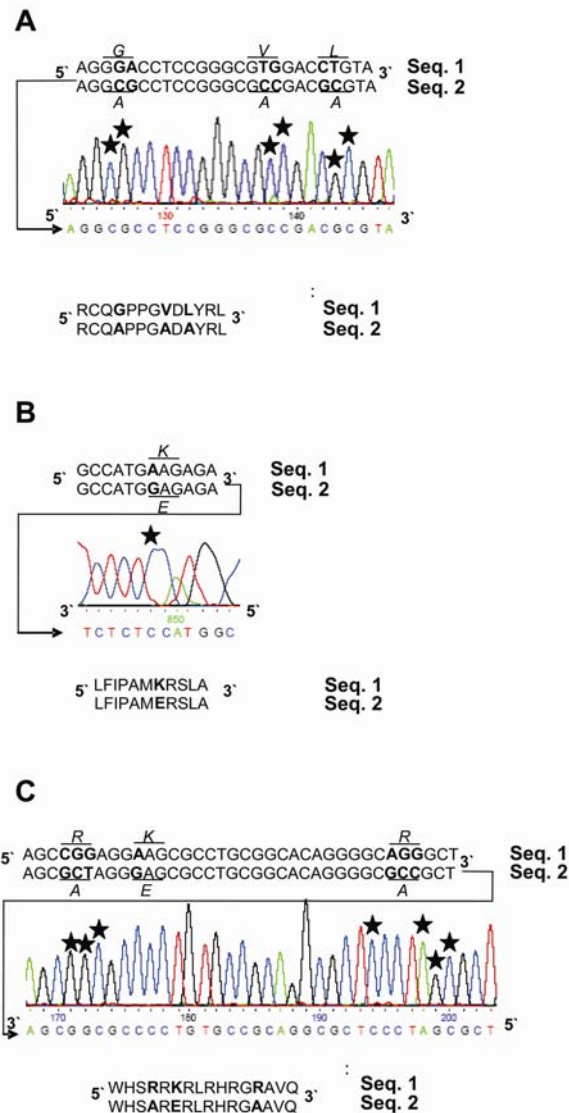 A
G V L
5` AGGGACCTCCGGGCGTGGACCTGTA 3` Seq. 1
AGGCGCCTCCGGGCGCCGACGCGTA Seq. 2
A A A
130 140
5` 3`
A G G C G C C T C C G G G C G C C G A C G C G T A
:
5` RCQGPPGVDLYRL 3` Seq. 1
RCQAPPGADAYRL Seq. 2
B
K
5` GCCATGAAGAGA 3` Seq. 1
GCCATGGAGAGA Seq. 2
E
3` 5`
850
T C T C T C C A T G G C
5` LFIPAMKRSLA 3` Seq. 1
LFIPAMERSLA Seq. 2
C
R K R
5` AGCCGGAGGAAGCGCCTGCGGCACAGGGGCAGGGCT 3` Seq. 1
AGCGCTAGGGAGCGCCTGCGGCACAGGGGCGCCGCT Seq. 2
A E A
3` 170 180 190 200 5`
A G C G G C G C C C C T G T G C C G C A G G C G C T C C C T A G C G C T
:
5` WHSRRKRLRHRGRAVQ 3` Seq. 1
WHSARERLRHRGAAVQ Seq. 2